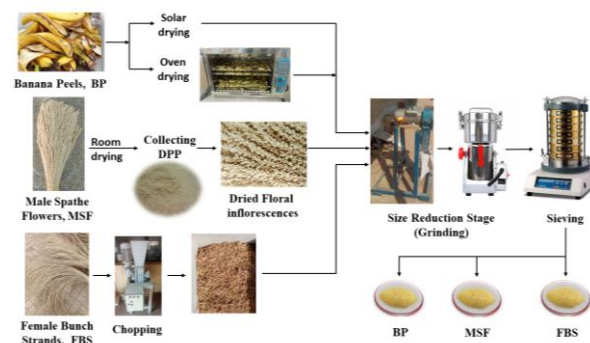 Solar
drying
Oven
drying
Banana Peels, BP
Room
drying
Collecting
DPP
Male Spathe
Flowers, MSF
Dried Floral
inflorescences
Size Reduction Stage
(Grinding)
Sieving
Female Bunch
Strands, FBS
Chopping
BP
MSF
FBS